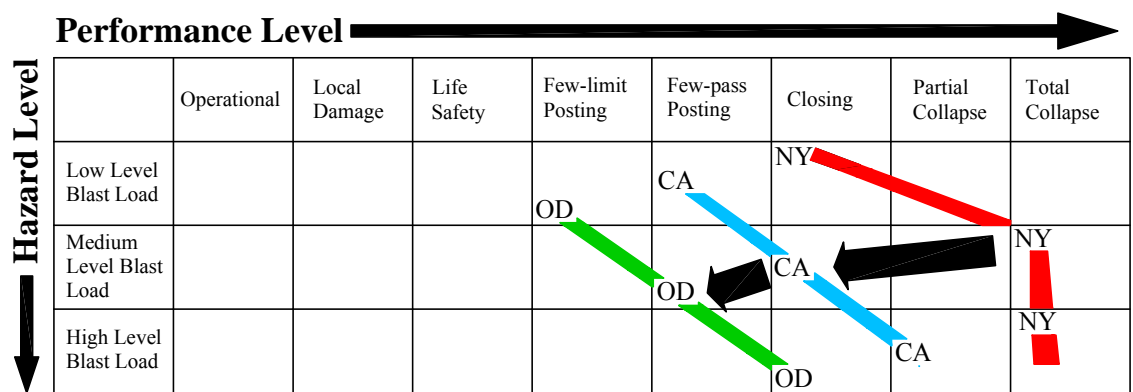 Performance Level
Hazard Level
Operational
Local
Damage
Life
Safety
Few-limit
Posting
Few-pass
Posting
Closing
Partial
Collapse
Total
Collapse
Low Level
Blast Load
NY
CA
OD
Medium
Level Blast
Load
NY
CA
OD
High Level
Blast Load
NY
CA
OD